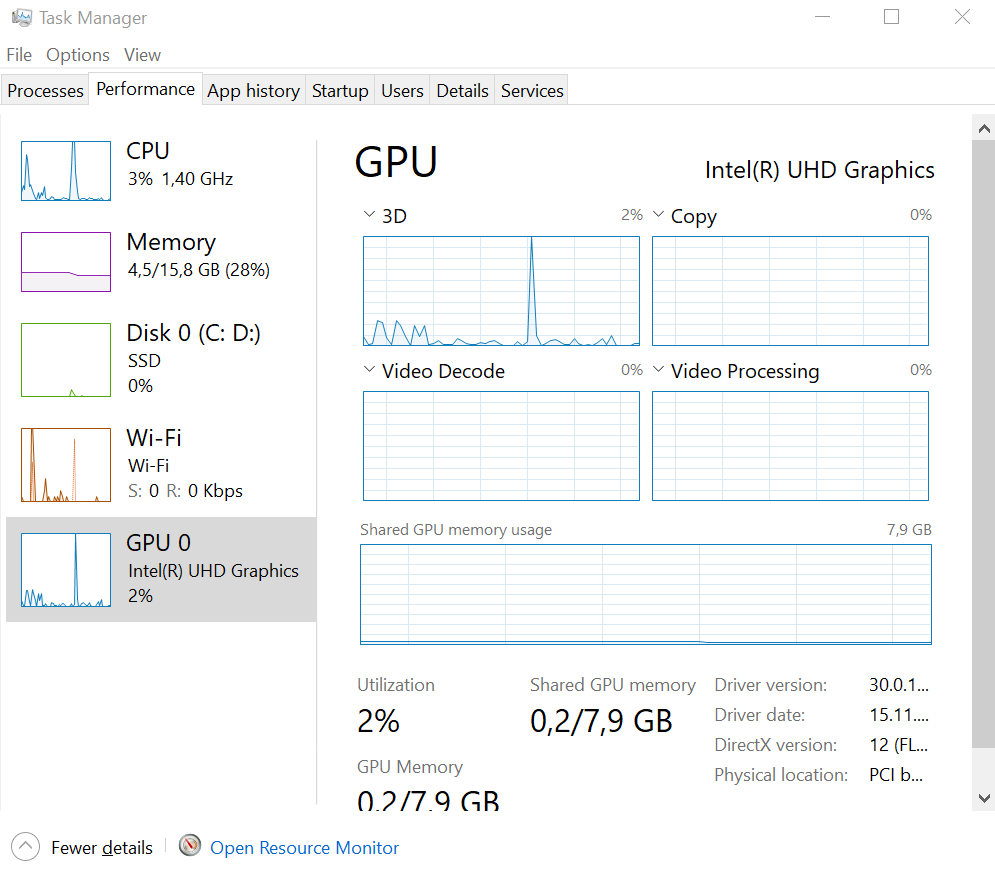 Task Manager
File Options View
Processes Performance App history Startup Users Details Services
CPU
3% 1,40 GHz
Memory
4,5/15,8 GB (28%)
Disk 0 (C: D:)
SSD
0%
Wi-Fi
Wi-Fi
S: 0 R: 0 Kbps
GPU 0
Intel(R) UHD Graphics
2%
GPU Intel(R) UHD Graphics
3D 2% Copy 0%
Video Decode 0% Video Processing 0%
Shared GPU memory usage 7,9 GB
Utilization
2%
Shared GPU memory
0,2/7,9 GB
GPU Memory
0,2/7,9 GB
Driver version: 30.0.1...
Driver date: 15.11....
DirectX version: 12 (FL...
Physical location: PCI b...
Fewer details Open Resource Monitor